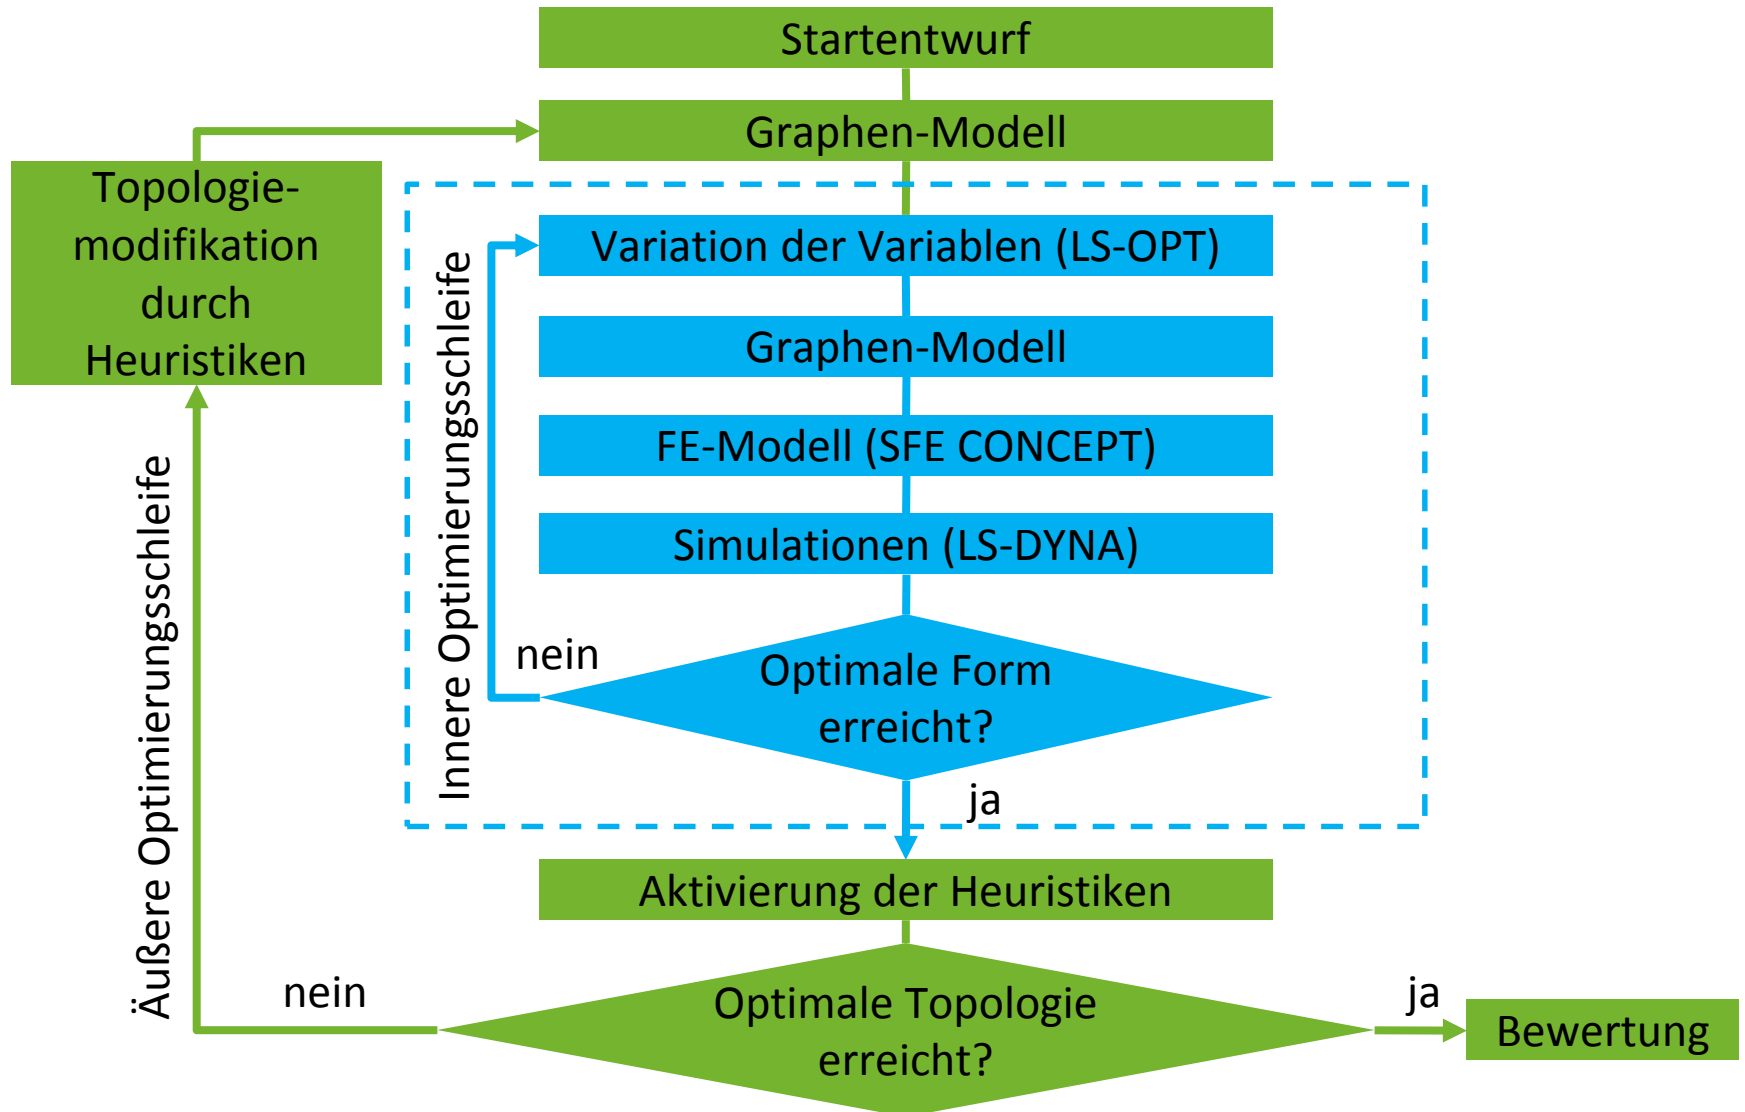 Startentwurf
Graphen-Modell
Topologie-
modifikation
durch
Heuristiken
Variation der Variablen (LS-OPT)
Graphen-Modell
FE-Modell (SFE CONCEPT)
Simulationen (LS-DYNA)
Innere Optimierungsschleife
nein
Optimale Form
erreicht?
ja
Äußere Optimierungsschleife
Aktivierung der Heuristiken
nein
Optimale Topologie
erreicht?
ja
Bewertung